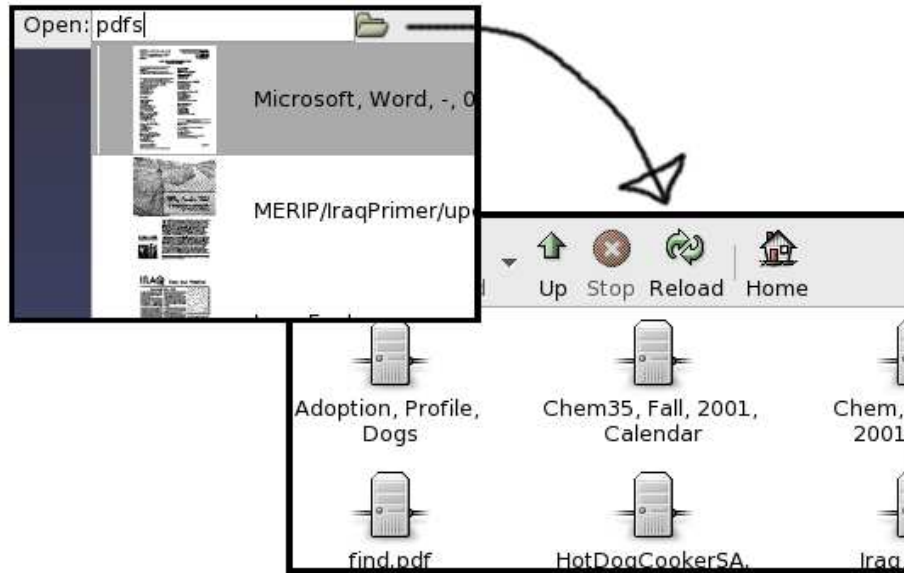 Open: pdfs
Microsoft, Word, -, 0
MERIP/IraqPrimer/up
IRAQ
Up Stop Reload Home
Adoption, Profile,
Dogs
Chem35, Fall, 2001,
Calendar
Chem,
2001
find.pdf
HotDogCookerSA.
Iraq